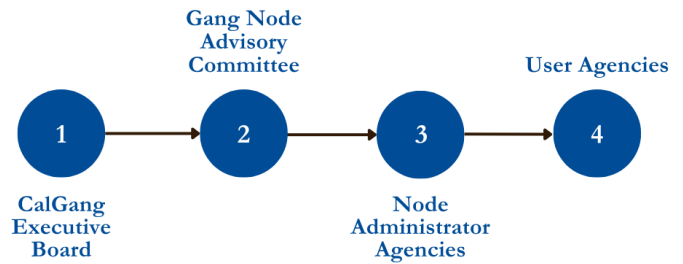 Gang Node
Advisory
Committee
User Agencies
1
2
3
4
CalGang
Executive
Board
Node
Administrator
Agencies